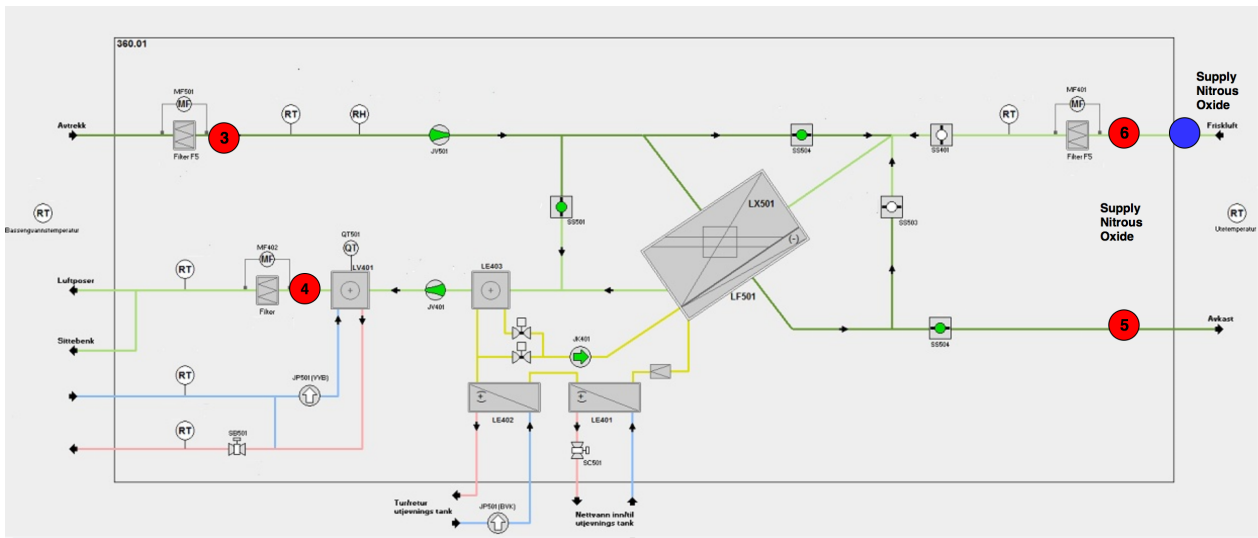 360.01
Supply
Nitrous
Oxide
MF501
MF
MF401
MF
Avtrekk
3
RT
RH
RT
6
Friskluft
Filter F5
JV501
SS504
SS401
Filter F5
RT
Bassengvannstemperatur
SS501
LX501
(-)
SS503
Supply
Nitrous
Oxide
RT
Utetemperatur
QT501
QT
MF402
MF
RT
LV401
LE403
Luftposer
4
Filter
JV401
LF501
Avkast
5
SS504
Sittebenk
JK401
RT
JP501(VVB)
(+)
LE402
(+)
LE401
RT
SB501
SC501
Tur/retur
utjevnings tank
JP501(BVK)
Nettvann inn/til
utjevnings tank